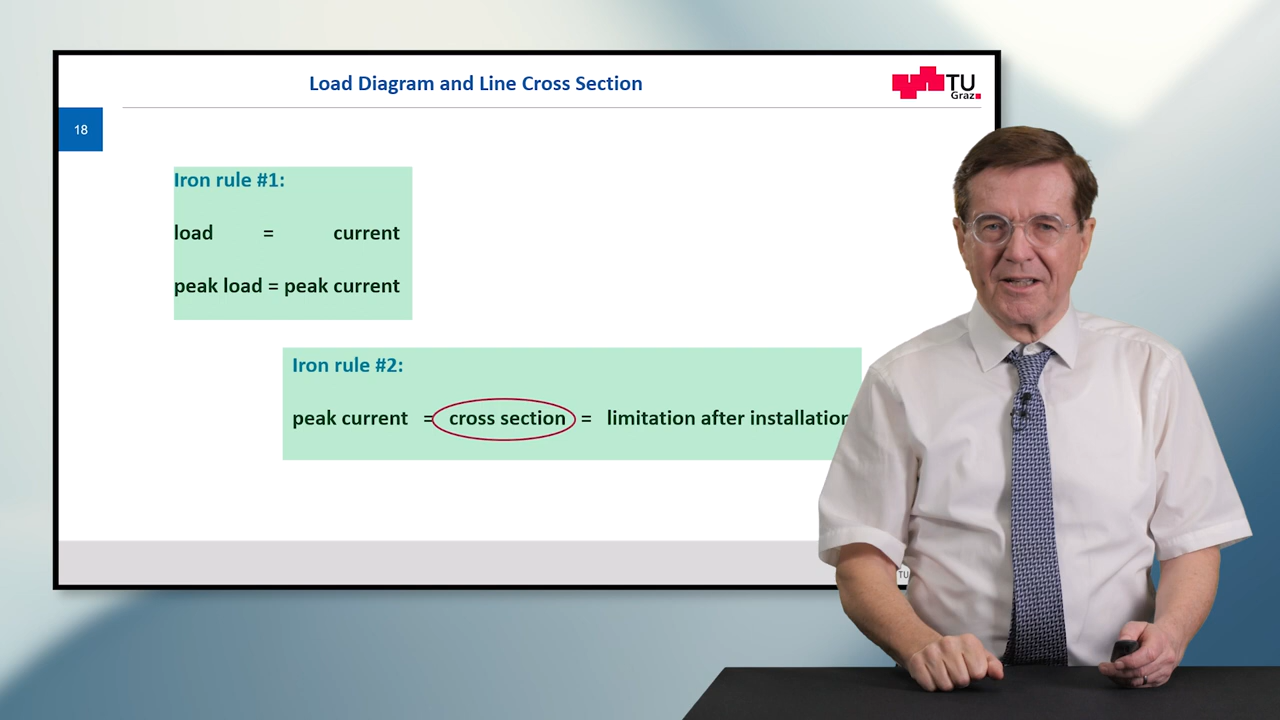 Load Diagram and Line Cross Section
TU
Graz
18
Iron rule #1:
load = current
peak load = peak current
Iron rule #2:
peak current = cross section = limitation after installation
TU